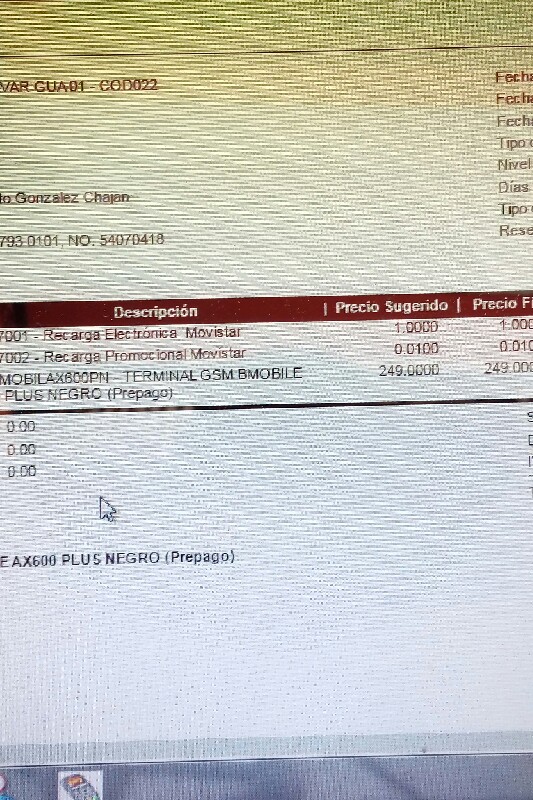 VAR GUA01 - COD022
Fecha
Fecha
Fech
Tipo
Nivel
Días
Tipo
Rese
to Gonzalez Chajan
793 0101, NO. 54070418
Descripción | Precio Sugerido | Precio Fi
7001 - Recarga Electrónica Movistar 1.0000 1.000
7002 - Recarga Promocional Movistar 0.0100 0.010
MOBILAX600PN - TERMINAL GSM BMOBILE 249.0000 249.000
PLUS NEGRO (Prepago)
0.00
0.00
0.00
E AX600 PLUS NEGRO (Prepago)